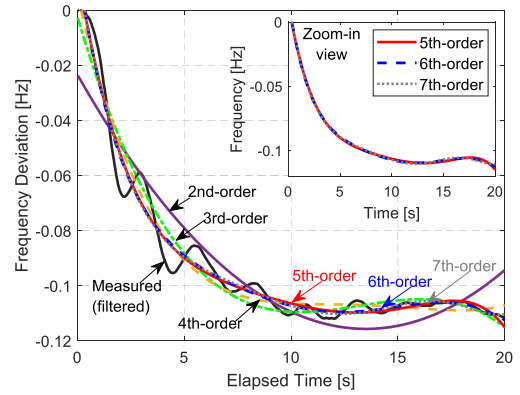 0
-0.02
-0.04
-0.06
-0.08
-0.1
-0.12
Frequency Deviation [Hz]
0
5
10
15
20
Elapsed Time [s]
2nd-order
3rd-order
Measured
(filtered)
4th-order
5th-order
6th-order
7th-order
Zoom-in
view
5th-order
6th-order
7th-order
0
-0.05
-0.1
Frequency [Hz]
0
5
10
15
20
Time [s]